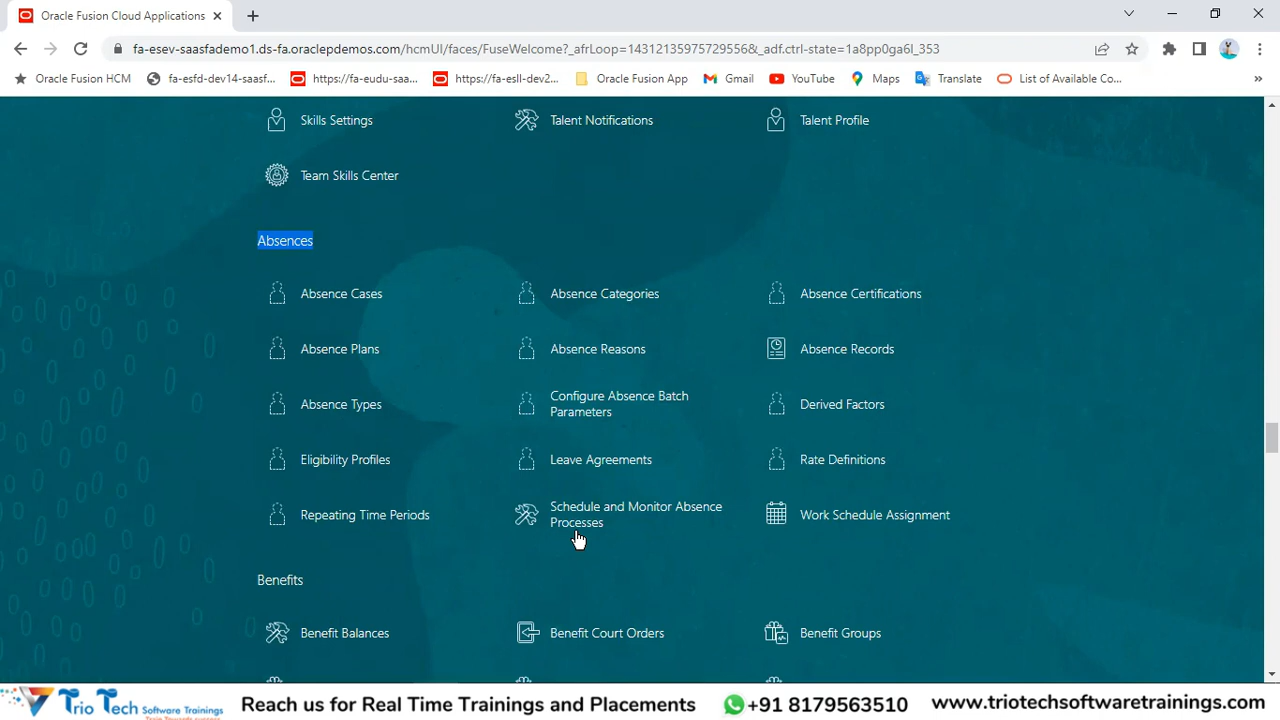 Oracle Fusion Cloud Applications
fa-esev-saasfademo1.ds-fa.oraclepdemos.com/hcmUI/faces/FuseWelcome?_afrLoop=14312135975729556&_adf.ctrl-state=1a8pp0ga6l_353
Oracle Fusion HCM fa-esfd-dev14-saasf... https://fa-eudu-saa... https://fa-esll-dev2... Oracle Fusion App Gmail YouTube Maps Translate List of Available Co... »
Skills Settings Talent Notifications Talent Profile
Team Skills Center
Absences
Absence Cases Absence Categories Absence Certifications
Absence Plans Absence Reasons Absence Records
Absence Types Configure Absence Batch Parameters Derived Factors
Eligibility Profiles Leave Agreements Rate Definitions
Repeating Time Periods Schedule and Monitor Absence Processes Work Schedule Assignment
Benefits
Benefit Balances Benefit Court Orders Benefit Groups
Trio Tech Software Trainings Reach us for Real Time Trainings and Placements +91 8179563510 www.triotechsoftwaretrainings.com
Trio Towards success